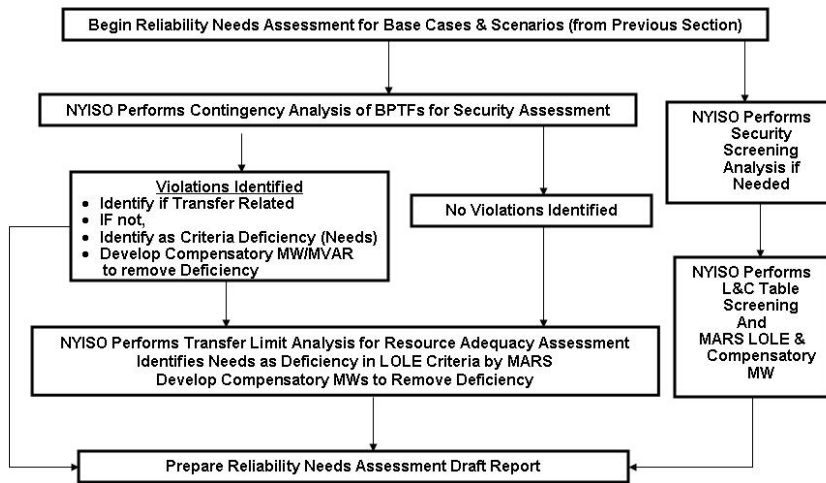 Begin Reliability Needs Assessment for Base Cases & Scenarios (from Previous Section)
NYISO Performs Contingency Analysis of BPTFs for Security Assessment
NYISO Performs
Security
Screening
Analysis if
Needed
Violations Identified
• Identify if Transfer Related
• IF not,
• Identify as Criteria Deficiency (Needs)
• Develop Compensatory MW/MVAR
to remove Deficiency
No Violations Identified
NYISO Performs
L&C Table
Screening
And
MARS LOLE &
Compensatory
MW
NYISO Performs Transfer Limit Analysis for Resource Adequacy Assessment
Identifies Needs as Deficiency in LOLE Criteria by MARS
Develop Compensatory MWs to Remove Deficiency
Prepare Reliability Needs Assessment Draft Report